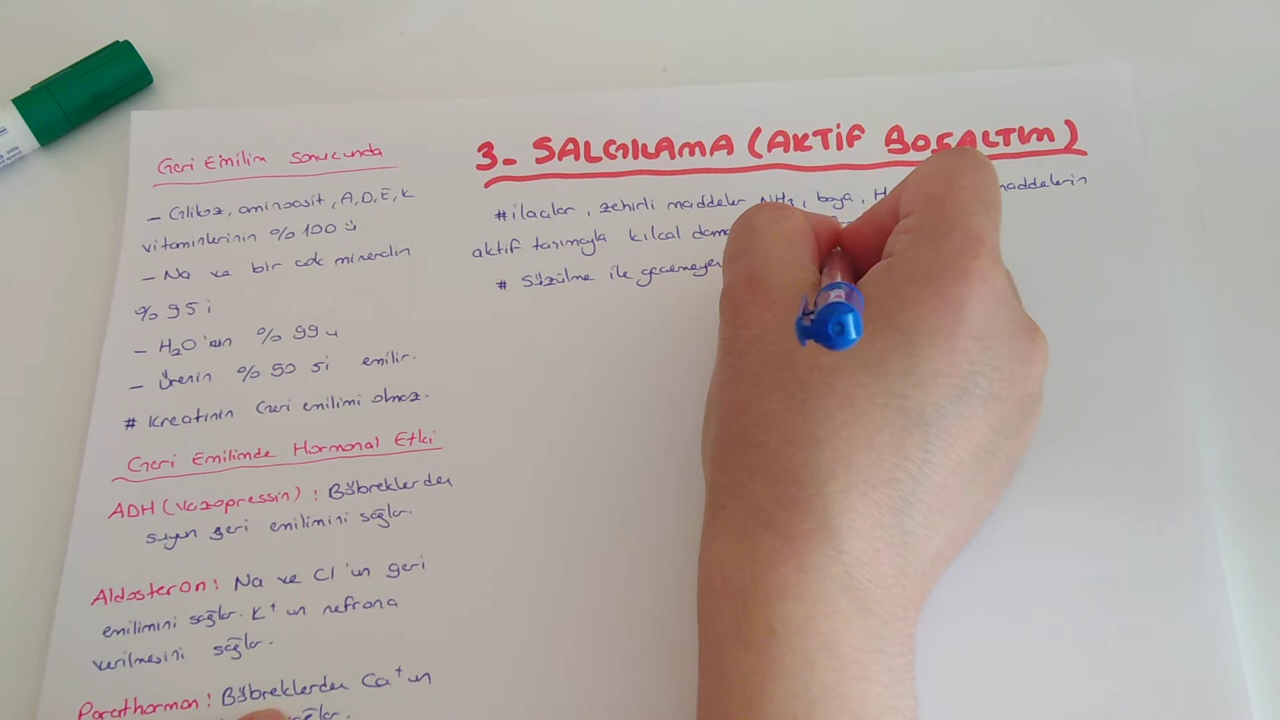 Geri Emilim Sonucunda
- Glikoz, aminoasit, A, D, E, K
vitaminlerinin %100 ü
- Na ve bir çok mineralin
%95 i
- H2O'nun %99 u
- Ürenin %50 si emilir.
# Kreatinin Geri emilimi olmaz.
Geri Emilimde Hormonal Etki
ADH (Vazopressin) : Böbreklerden
suyun geri emilimini sağlar.
Aldosteron : Na ve Cl 'un geri
emilimini sağlar. K+ un nefrona
verilmesini sağlar.
Parathormon : Böbreklerden Ca+ un
3- SALGILAMA (AKTİF BOŞALTIM)
# ilaçlar, zehirli maddeler NH3, boya, H maddelerin
aktif taşımayla kılcal
# Süzülme ile geçemeyen